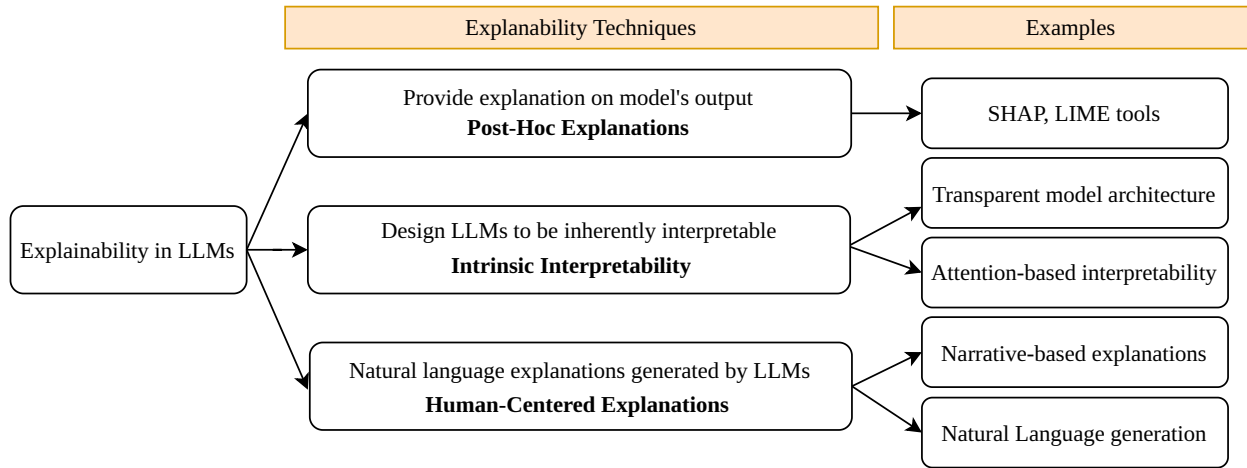 Explanability Techniques
Examples
Explainability in LLMs
Provide explanation on model's output
Post-Hoc Explanations
SHAP, LIME tools
Design LLMs to be inherently interpretable
Intrinsic Interpretability
Transparent model architecture
Attention-based interpretability
Natural language explanations generated by LLMs
Human-Centered Explanations
Narrative-based explanations
Natural Language generation